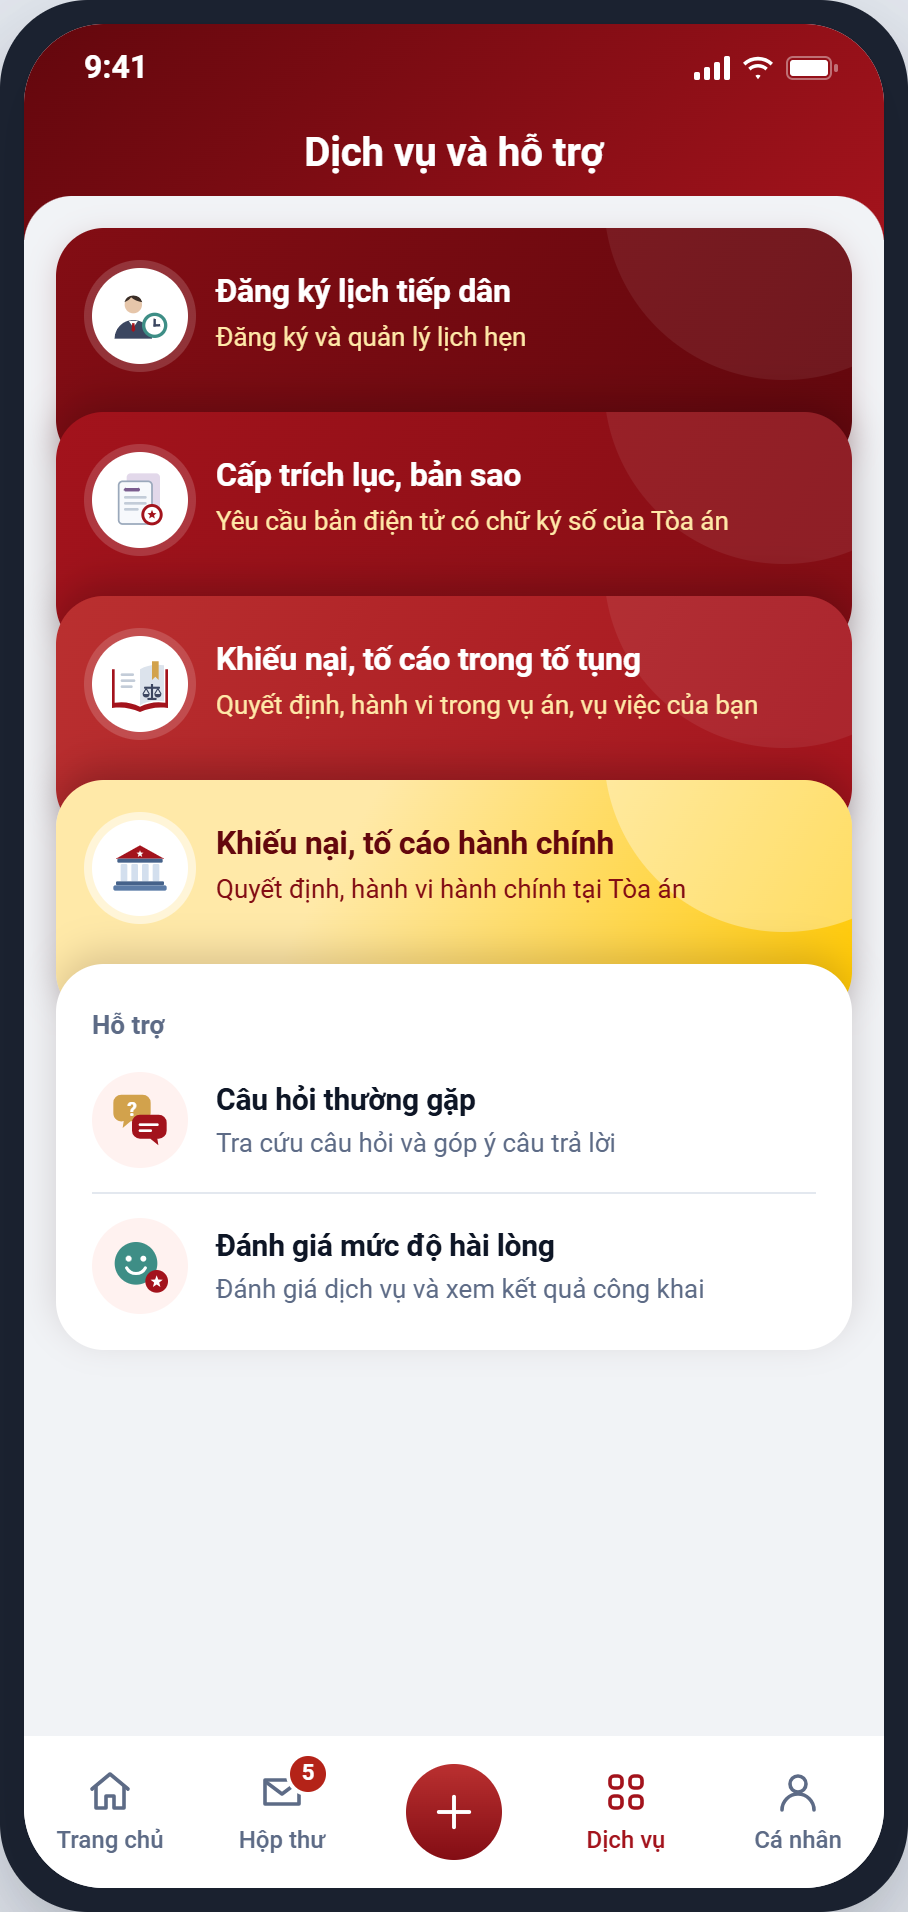 9:41
Dịch vụ và hỗ trợ
Đăng ký lịch tiếp dân
Đăng ký và quản lý lịch hẹn
Cấp trích lục, bản sao
Yêu cầu bản điện tử có chữ ký số của Tòa án
Khiếu nại, tố cáo trong tố tụng
Quyết định, hành vi trong vụ án, vụ việc của bạn
Khiếu nại, tố cáo hành chính
Quyết định, hành vi hành chính tại Tòa án
Hỗ trợ
?
Câu hỏi thường gặp
Tra cứu câu hỏi và góp ý câu trả lời
Đánh giá mức độ hài lòng
Đánh giá dịch vụ và xem kết quả công khai
5
Trang chủ
Hộp thư
Dịch vụ
Cá nhân